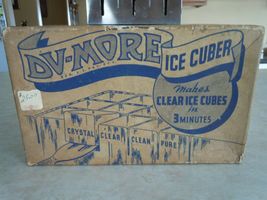 DU-MORE
ICE CUBER
Makes
CLEAR ICE CUBES
in
3 MINUTES
CRYSTAL
CLEAR
CLEAN
PURE